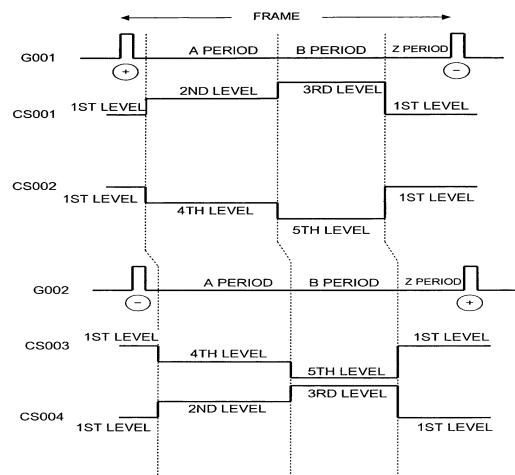 FRAME
A PERIOD B PERIOD Z PERIOD
G001
+ −
2ND LEVEL 3RD LEVEL
1ST LEVEL 1ST LEVEL
CS001
CS002
1ST LEVEL 1ST LEVEL
4TH LEVEL
5TH LEVEL
A PERIOD B PERIOD Z PERIOD
G002
− +
1ST LEVEL 1ST LEVEL
CS003
4TH LEVEL
5TH LEVEL
3RD LEVEL
2ND LEVEL
CS004
1ST LEVEL 1ST LEVEL